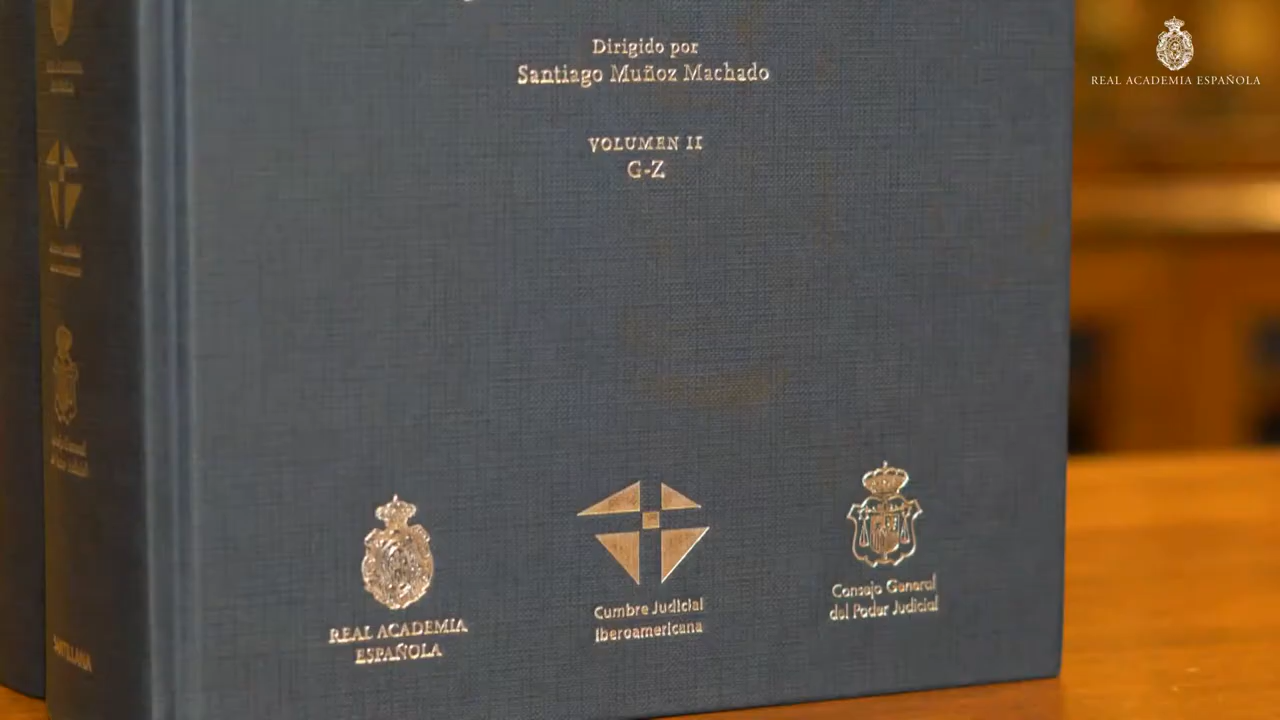 Dirigido por
Santiago Muñoz Machado
VOLUMEN II
G-Z
REAL ACADEMIA
ESPAÑOLA
Cumbre Judicial
Iberoamericana
Consejo General
del Poder Judicial
SANTILLANA
REAL ACADEMIA ESPAÑOLA